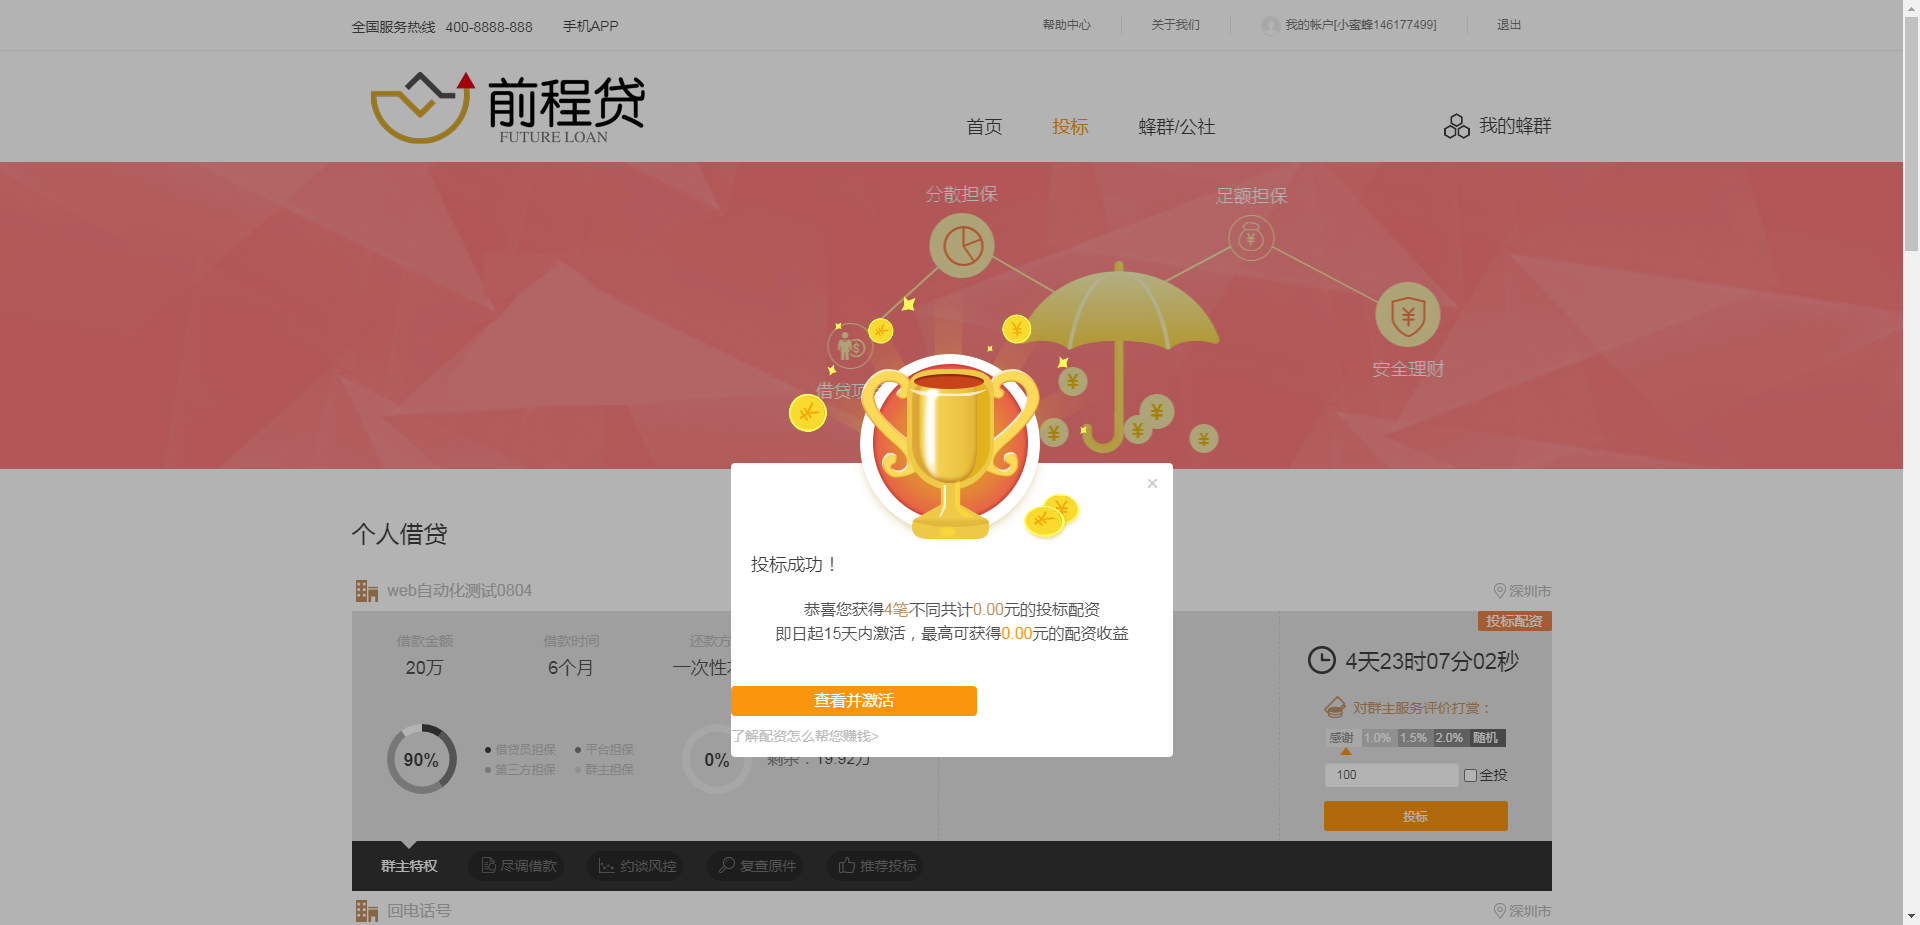 全国服务热线 400-8888-888 手机APP 帮助中心 关于我们 我的帐户[小蜜蜂146177499] 退出
前程贷
FUTURE LOAN
首页 投标 蜂群/公社 我的蜂群
分散担保 足额担保
安全理财
借贷项
个人借贷
投标成功！
web自动化测试0804 深圳市
恭喜您获得4笔不同共计0.00元的投标配资
即日起15天内激活，最高可获得0.00元的配资收益
投标配资
借款金额 借款时间 还款方
20万 6个月 一次性
4天23时07分02秒
查看并激活
对群主服务评价打赏：
了解配资怎么帮您赚钱>
感谢 1.0% 1.5% 2.0% 随机
90% 借贷员担保 平台担保
第三方担保 群主担保
0% 剩余：19.92万
100 全投
投标
群主特权 尽调借款 约谈风控 复查原件 推荐投标
回电话号 深圳市